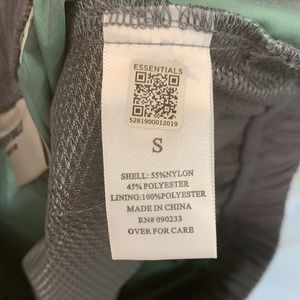 ESSENTIALS
5281900012019
S
SHELL: 55%NYLON
45% POLYESTER
LINING:100%POLYESTER
MADE IN CHINA
RN# 090233
OVER FOR CARE